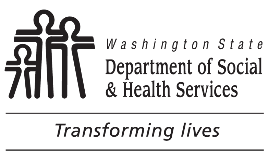 Washington State
Department of Social
& Health Services
Transforming lives